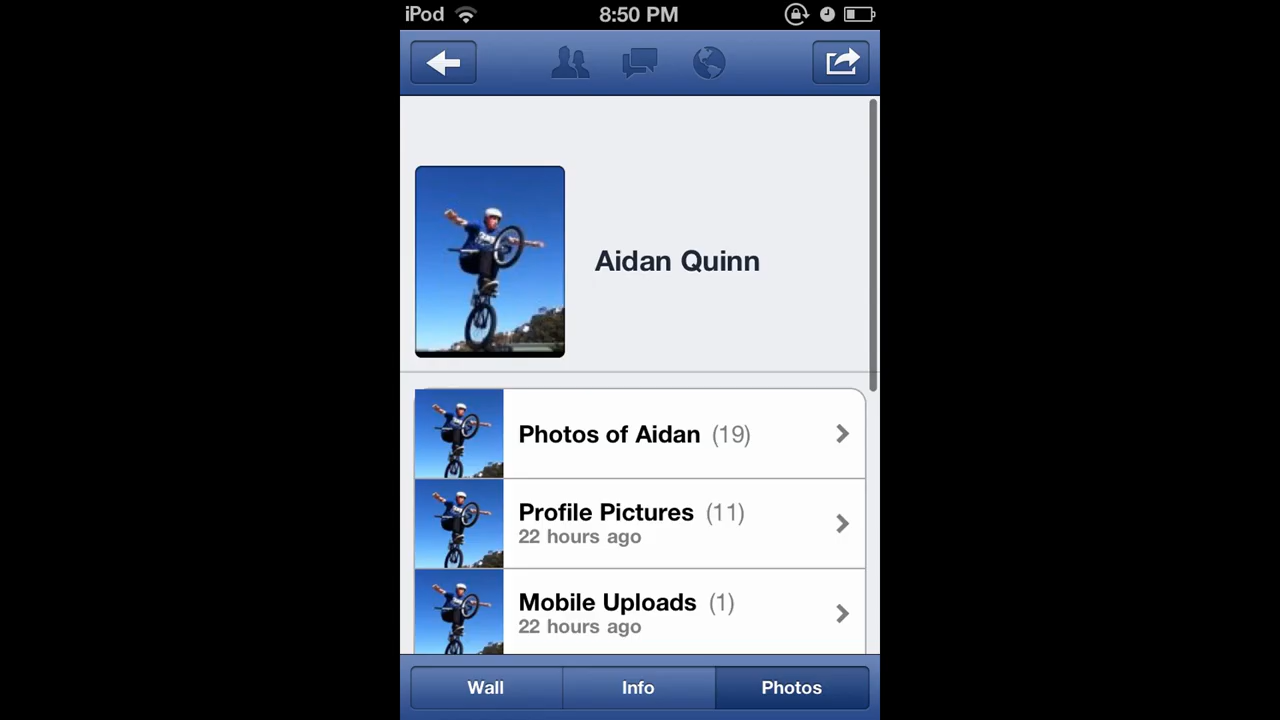 iPod 8:50 PM
Aidan Quinn
Photos of Aidan (19)
Profile Pictures (11)
22 hours ago
Mobile Uploads (1)
22 hours ago
Wall Info Photos